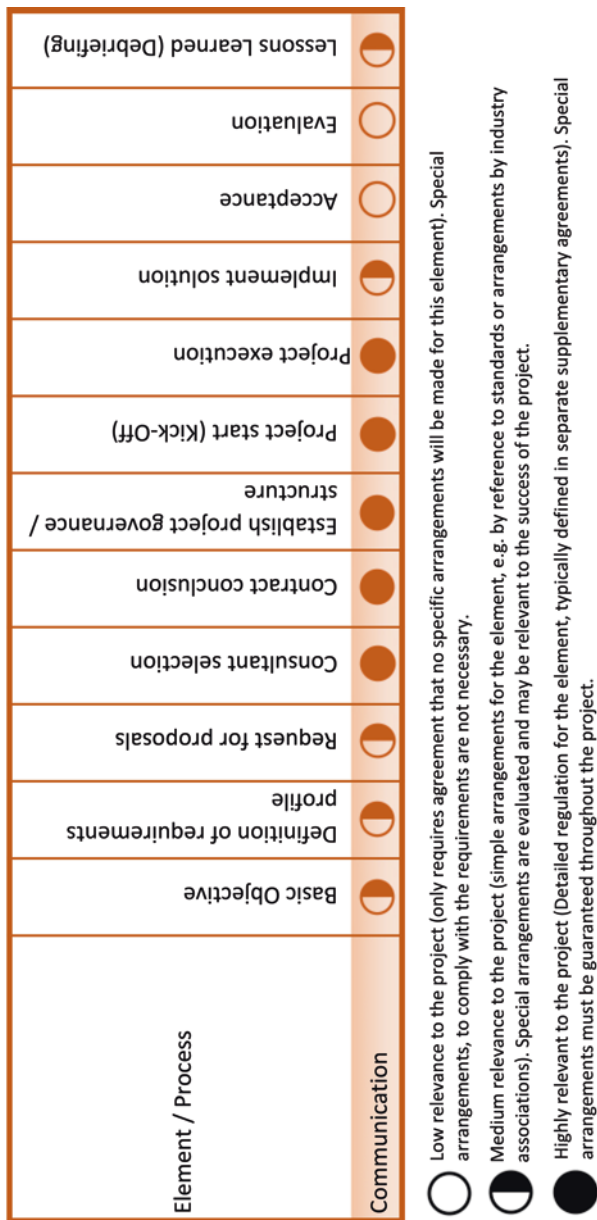 Element / Process
Basic Objective
Definition of requirements
profile
Request for proposals
Consultant selection
Contract conclusion
Establish project governance /
structure
Project start (Kick-Off)
Project execution
Implement solution
Acceptance
Evaluation
Lessons Learned (Debriefing)
Communication
Low relevance to the project (only requires agreement that no specific arrangements will be made for this element). Special
arrangements, to comply with the requirements are not necessary.
Medium relevance to the project (simple arrangements for the element, e.g. by reference to standards or arrangements by industry
associations). Special arrangements are evaluated and may be relevant to the success of the project.
Highly relevant to the project (Detailed regulation for the element, typically defined in separate supplementary agreements). Special
arrangements must be guaranteed throughout the project.